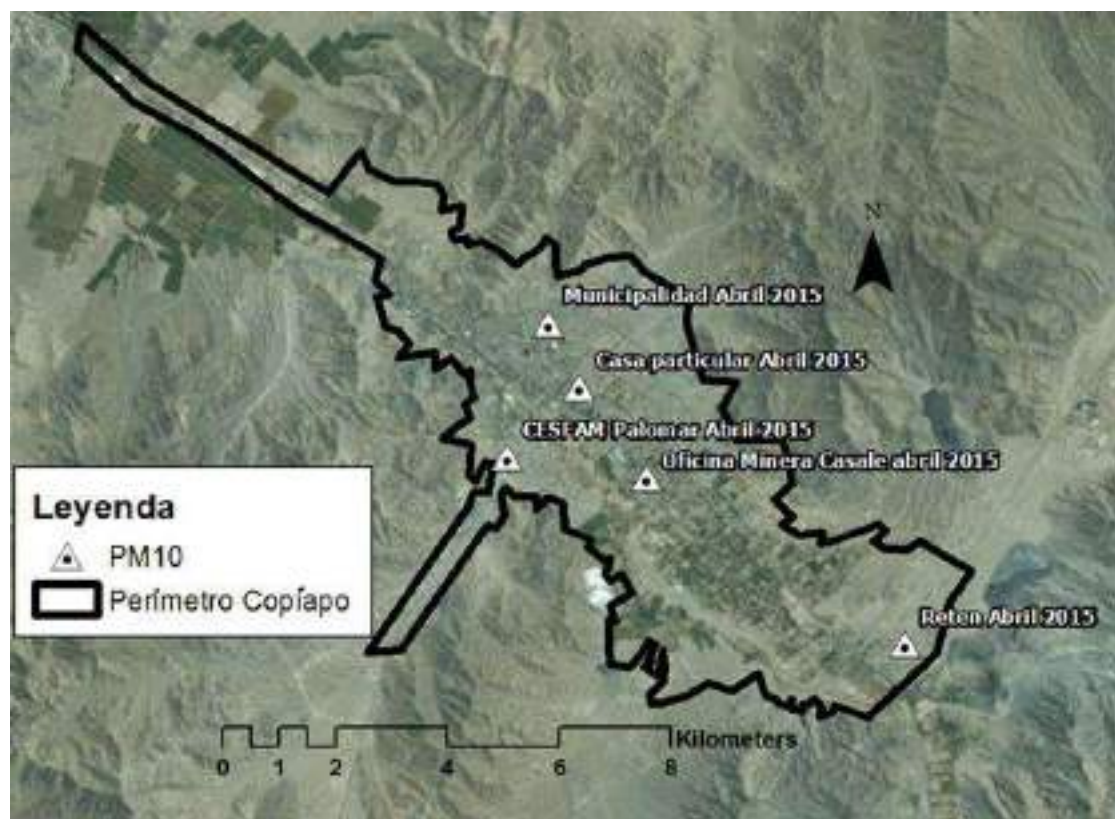 N
Municipalidad Abril 2015
Casa particular Abril 2015
CESFAM Palomar Abril 2015
Oficina Minera Casale abril 2015
Leyenda
PM10
Perímetro Copíapo
Reten Abril 2015
Kilometers
0 1 2 4 6 8